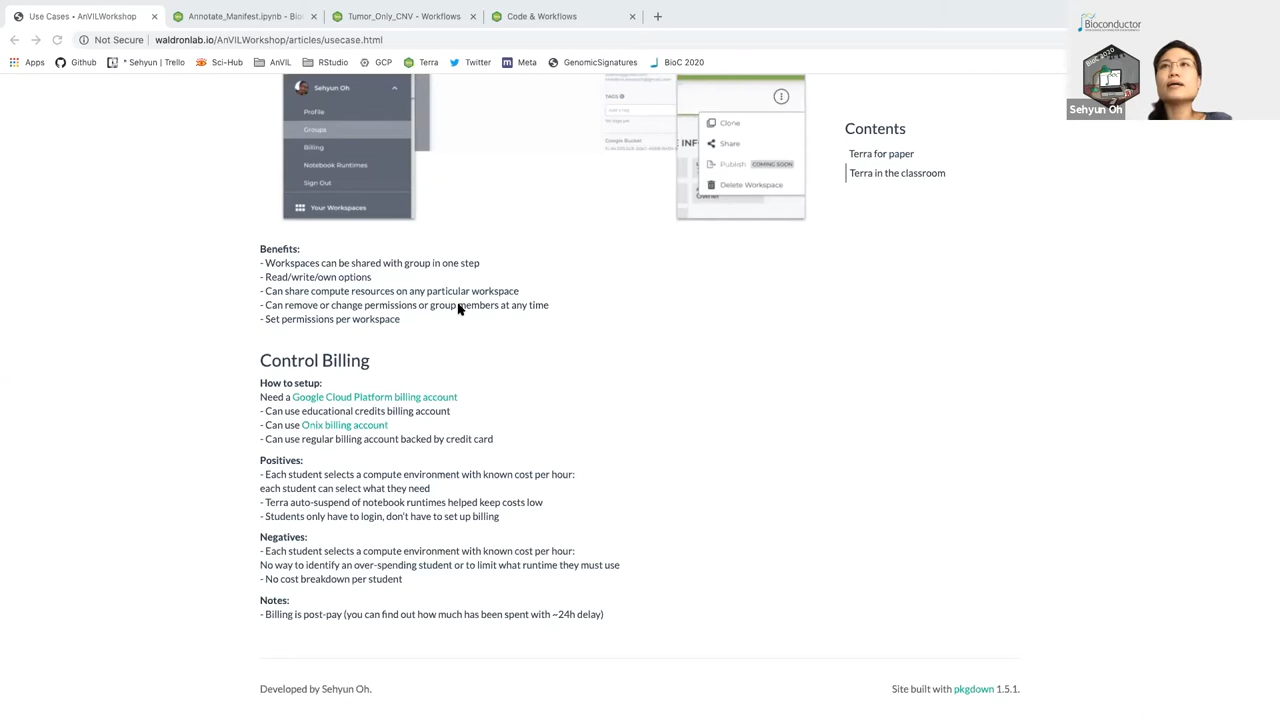 Use Cases • AnVILWorkshop
Annotate_Manifest.ipynb - Bio
Tumor_Only_CNV - Workflows
Code & Workflows
Not Secure
waldronlab.io/AnVILWorkshop/articles/usecase.html
Apps
Github
* Sehyun | Trello
Sci-Hub
AnVIL
RStudio
GCP
Terra
Twitter
Meta
GenomicSignatures
BioC 2020
Bioconductor
BioC 2020
Sehyun Oh
Sehyun Oh
Profile
Groups
Billing
Notebook Runtimes
Sign Out
Your Workspaces
TAGS
Google Bucket
INF
Clone
Share
Publish COMING SOON
Delete Workspace
Contents
Terra for paper
Terra in the classroom
Benefits:
- Workspaces can be shared with group in one step
- Read/write/own options
- Can share compute resources on any particular workspace
- Can remove or change permissions or group members at any time
- Set permissions per workspace
Control Billing
How to setup:
Need a Google Cloud Platform billing account
- Can use educational credits billing account
- Can use Onix billing account
- Can use regular billing account backed by credit card
Positives:
- Each student selects a compute environment with known cost per hour:
each student can select what they need
- Terra auto-suspend of notebook runtimes helped keep costs low
- Students only have to login, don't have to set up billing
Negatives:
- Each student selects a compute environment with known cost per hour:
No way to identify an over-spending student or to limit what runtime they must use
- No cost breakdown per student
Notes:
- Billing is post-pay (you can find out how much has been spent with ~24h delay)
Developed by Sehyun Oh.
Site built with pkgdown 1.5.1.